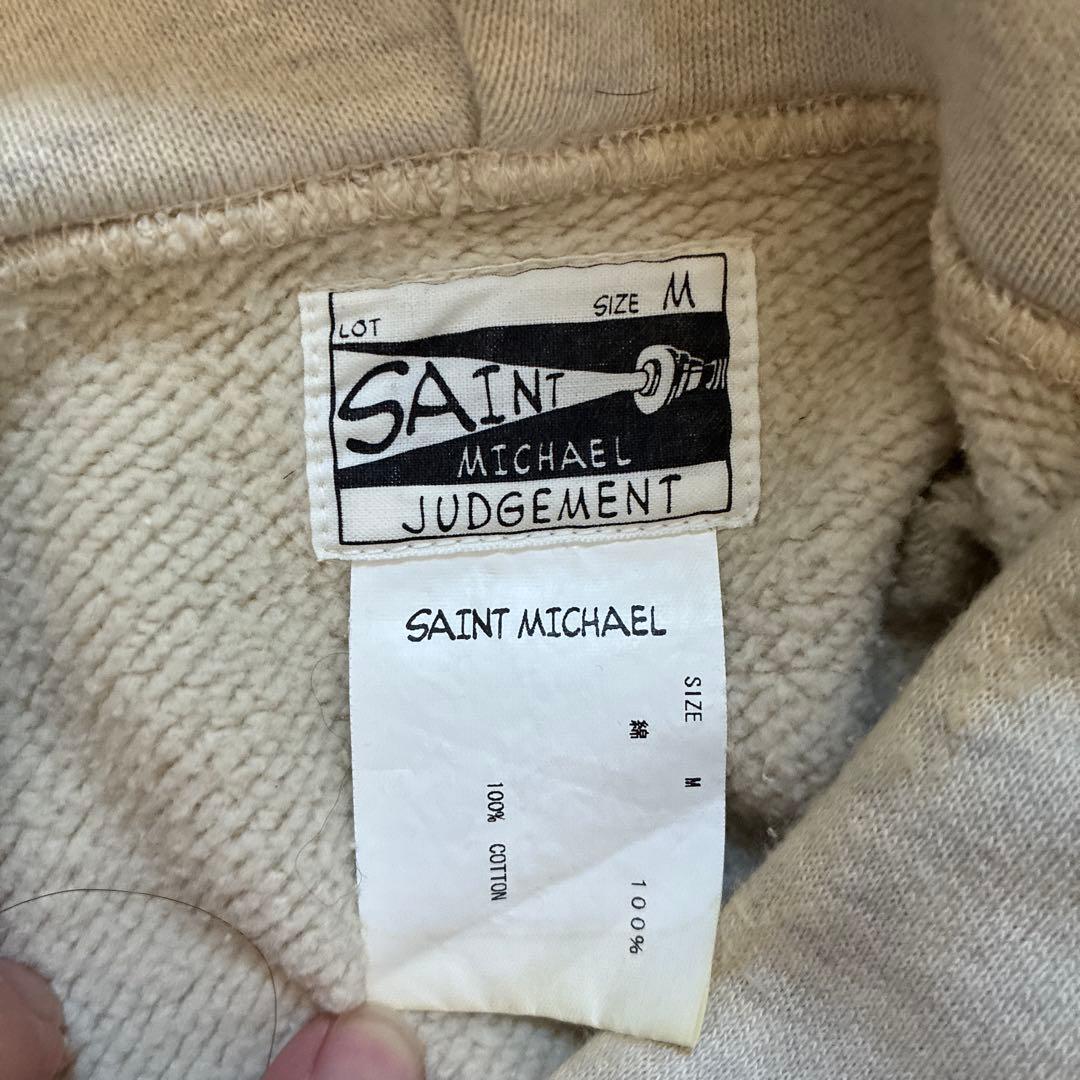 LOT SIZE M
SAINT
MICHAEL
JUDGEMENT
SAINT MICHAEL
SIZE M
綿 100%
100% COTTON